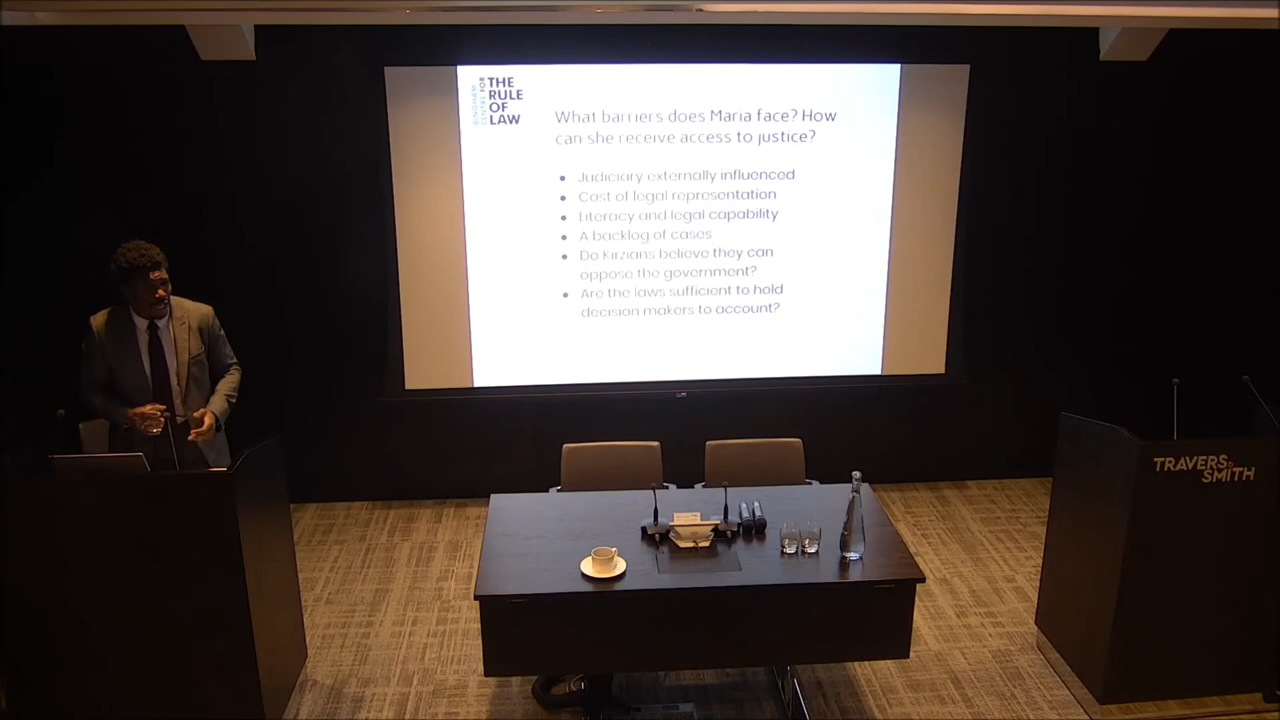 BINGHAM
CENTRE FOR
THE
RULE
OF
LAW
What barriers does Maria face? How
can she receive access to justice?
• Judiciary externally influenced
• Cost of legal representation
• Literacy and legal capability
• A backlog of cases
• Do Kirzians believe they can
oppose the government?
• Are the laws sufficient to hold
decision makers to account?
TRAVERS
SMITH